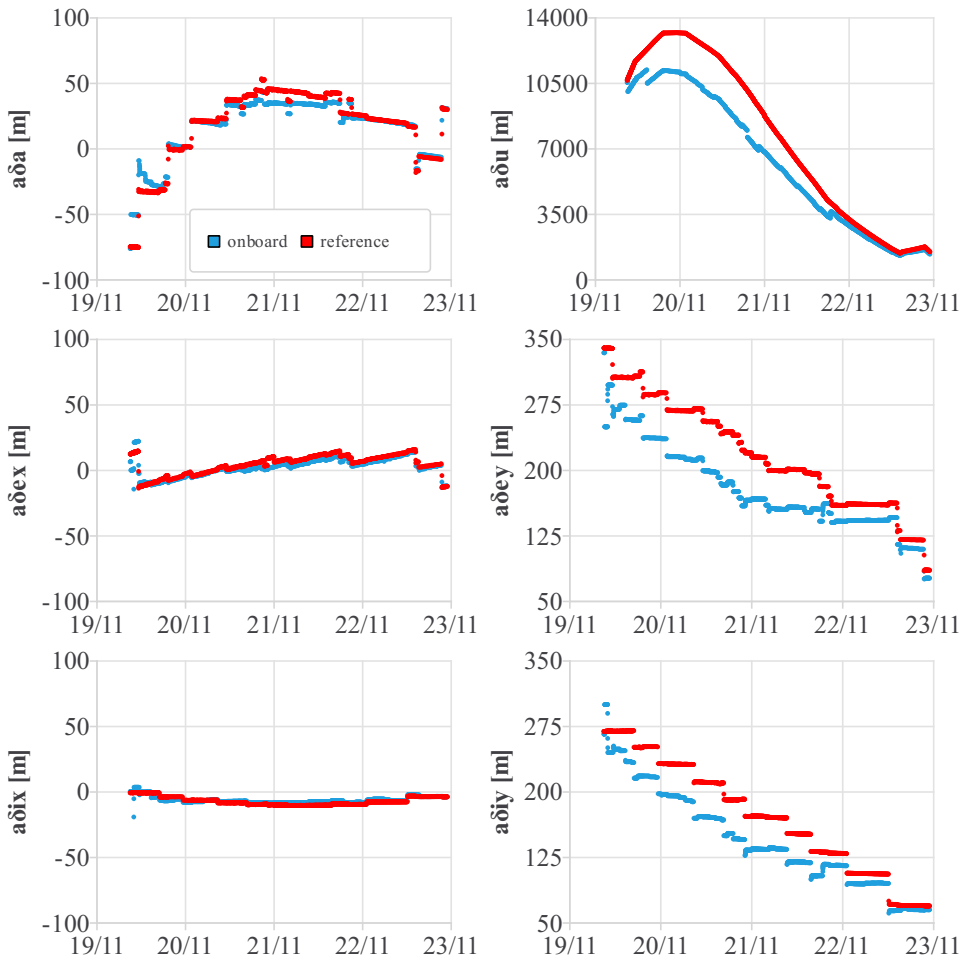 aδa [m]
100
50
0
-50
-100
19/11 20/11 21/11 22/11 23/11
onboard reference
aδu [m]
14000
10500
7000
3500
0
19/11 20/11 21/11 22/11 23/11
aδex [m]
100
50
0
-50
-100
19/11 20/11 21/11 22/11 23/11
aδey [m]
350
275
200
125
50
19/11 20/11 21/11 22/11 23/11
aδix [m]
100
50
0
-50
-100
19/11 20/11 21/11 22/11 23/11
aδiy [m]
350
275
200
125
50
19/11 20/11 21/11 22/11 23/11